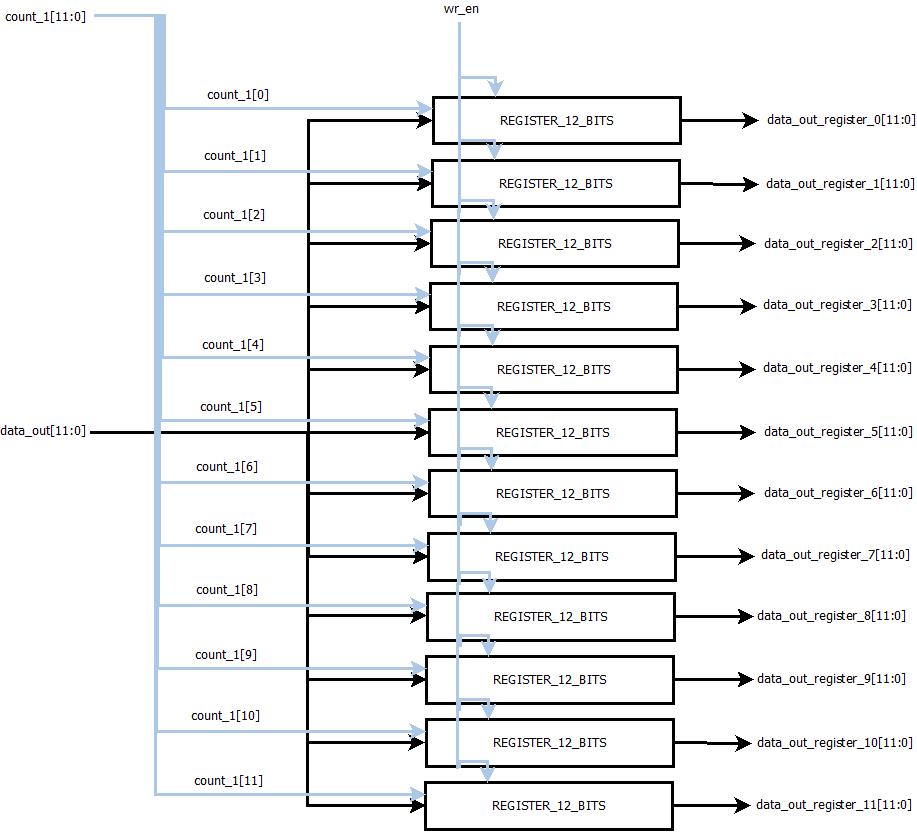 wr_en
count_1[11:0]
count_1[0]
REGISTER_12_BITS
data_out_register_0[11:0]
count_1[1]
REGISTER_12_BITS
data_out_register_1[11:0]
count_1[2]
REGISTER_12_BITS
data_out_register_2[11:0]
count_1[3]
REGISTER_12_BITS
data_out_register_3[11:0]
count_1[4]
REGISTER_12_BITS
data_out_register_4[11:0]
count_1[5]
data_out[11:0]
REGISTER_12_BITS
data_out_register_5[11:0]
count_1[6]
REGISTER_12_BITS
data_out_register_6[11:0]
count_1[7]
REGISTER_12_BITS
data_out_register_7[11:0]
count_1[8]
REGISTER_12_BITS
data_out_register_8[11:0]
count_1[9]
REGISTER_12_BITS
data_out_register_9[11:0]
count_1[10]
REGISTER_12_BITS
data_out_register_10[11:0]
count_1[11]
REGISTER_12_BITS
data_out_register_11[11:0]